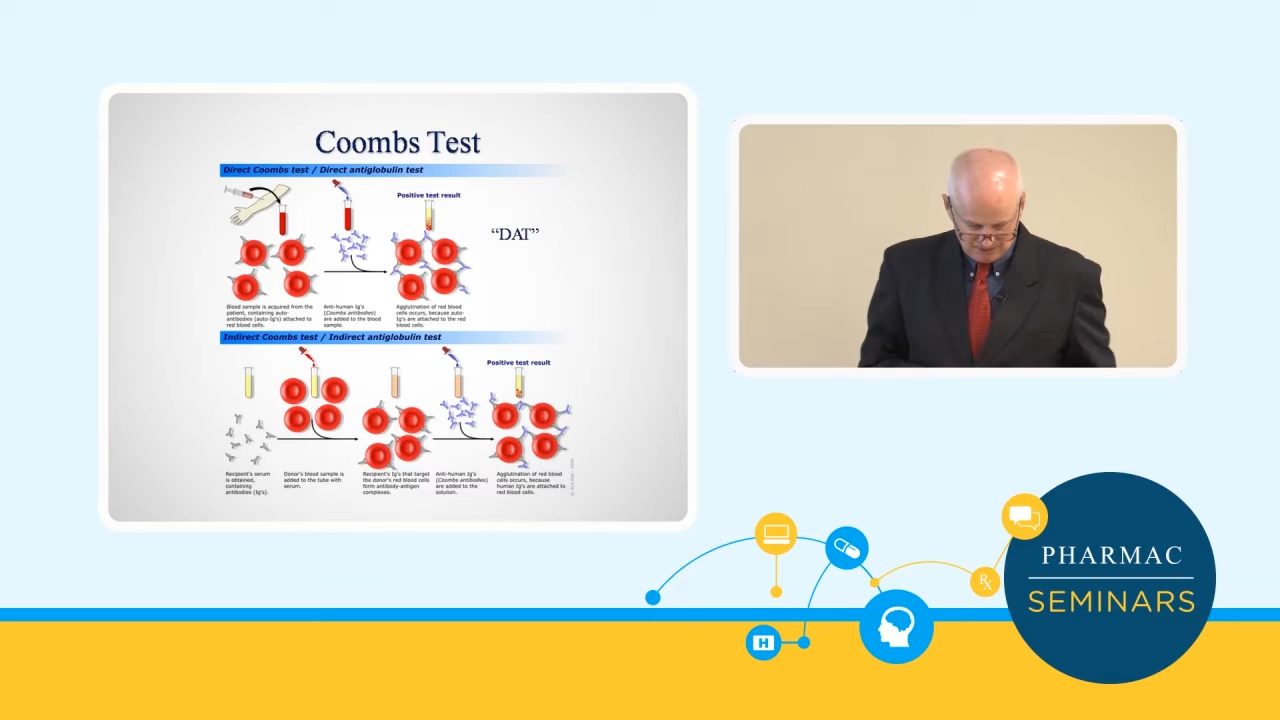 Coombs Test
Direct Coombs test / Direct antiglobulin test
Positive test result
"DAT"
Blood sample is acquired from the
patient, containing auto-
antibodies (auto-Ig's) attached to
red blood cells.
Anti-human Ig's
(Coombs antibodies)
are added to the blood
sample.
Agglutination of red blood
cells occurs, because auto-
Ig's are attached to the red
blood cells.
Indirect Coombs test / Indirect antiglobulin test
Positive test result
Recipient's serum
is obtained,
containing
antibodies (Ig's).
Donor's blood sample is
added to the tube with
serum.
Recipient's Ig's that target
the donor's red blood cells
form antibody-antigen
complexes.
Anti-human Ig's
(Coombs antibodies)
are added to the
solution.
Agglutination of red blood
cells occurs, because
human Ig's are attached to
red blood cells.
H
Rx
PHARMAC
SEMINARS